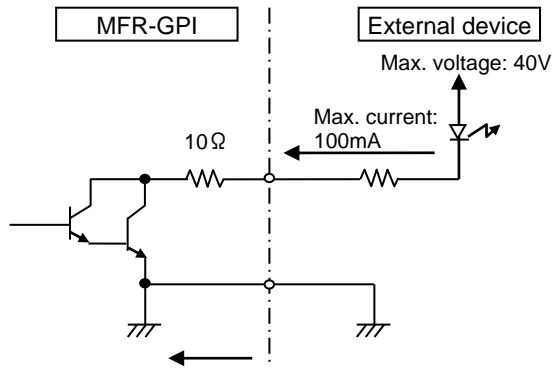 MFR-GPI
External device
Max. voltage: 40V
Max. current:
100mA
10Ω